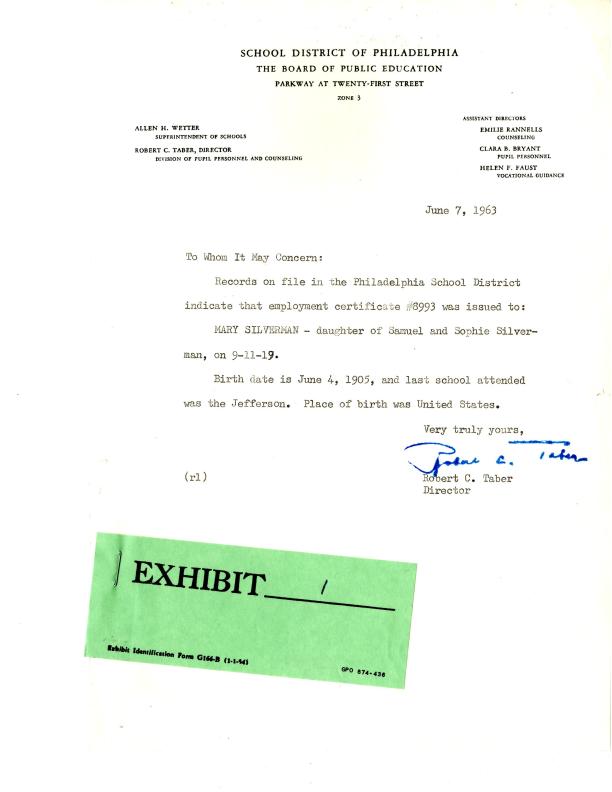 SCHOOL DISTRICT OF PHILADELPHIA
THE BOARD OF PUBLIC EDUCATION
PARKWAY AT TWENTY-FIRST STREET
ZONE 3
ALLEN H. WETTER
SUPERINTENDENT OF SCHOOLS
ROBERT C. TABER, DIRECTOR
DIVISION OF PUPIL PERSONNEL AND COUNSELING
ASSISTANT DIRECTORS
EMILIE RANNELLS
COUNSELING
CLARA B. BRYANT
PUPIL PERSONNEL
HELEN F. FAUST
VOCATIONAL GUIDANCE
June 7, 1963
To Whom It May Concern:
Records on file in the Philadelphia School District
indicate that employment certificate #8993 was issued to:
MARY SILVERMAN - daughter of Samuel and Sophie Silver-
man, on 9-11-19.
Birth date is June 4, 1905, and last school attended
was the Jefferson. Place of birth was United States.
Very truly yours,
Robert C. Taber
(rl)
Robert C. Taber
Director
EXHIBIT 1
Exhibit Identification Form G166-B (1-1-54)
GPO 874-436